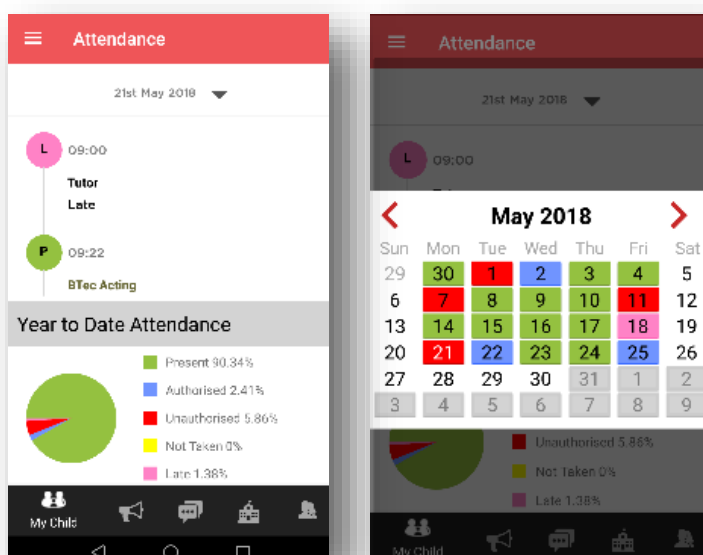 Attendance
21st May 2018
L 09:00
Tutor
Late
P 09:22
BTec Acting
Year to Date Attendance
Present 90.34%
Authorised 2.41%
Unauthorised 5.86%
Not Taken 0%
Late 1.38%
My Child
Attendance
21st May 2018
L 09:00
May 2018
Sun Mon Tue Wed Thu Fri Sat
29 30 1 2 3 4 5
6 7 8 9 10 11 12
13 14 15 16 17 18 19
20 21 22 23 24 25 26
27 28 29 30 31 1 2
3 4 5 6 7 8 9
Unauthorised 5.86%
Not Taken 0%
Late 1.38%
My Child